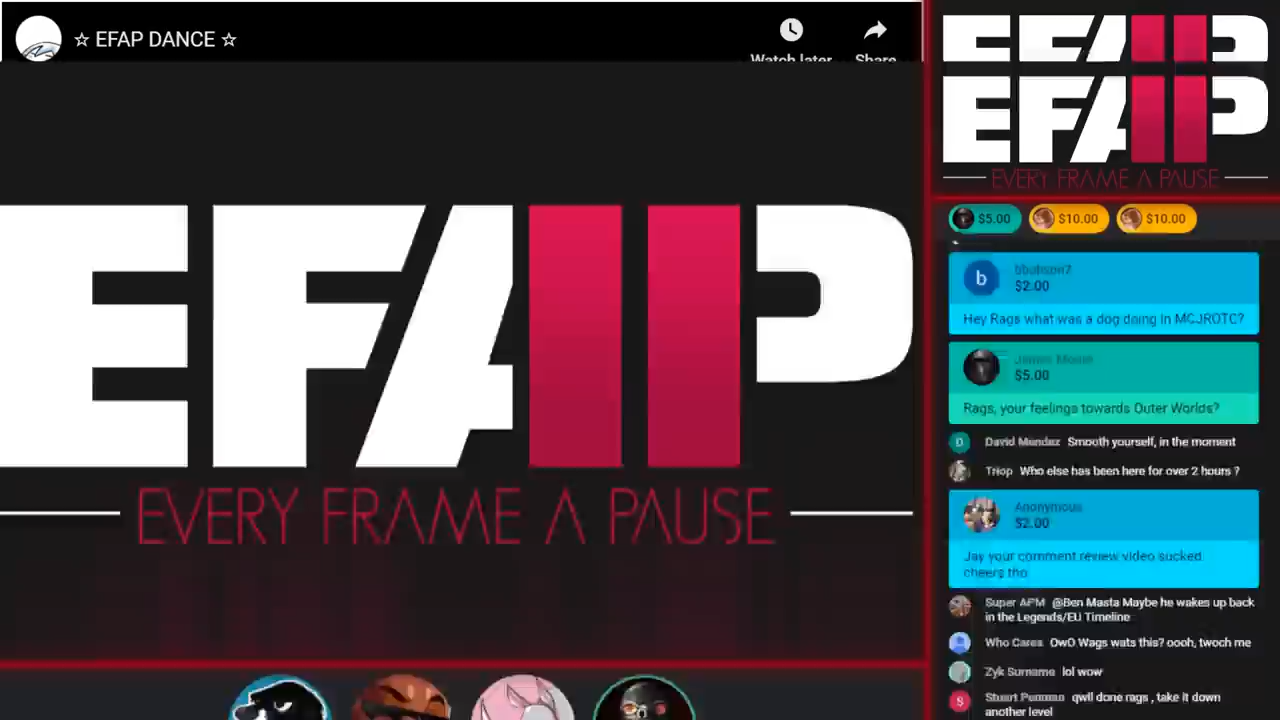 ☆ EFAP DANCE ☆
Watch later
Share
EFAP
EVERY FRAME A PAUSE
EFAP
EFAP
EVERY FRAME A PAUSE
$5.00
$10.00
$10.00
b
$2.00
Hey Rags what was a dog doing in MCJROTC?
$5.00
Rags, your feelings towards Outer Worlds?
D
David Mendez Smooth yourself, in the moment
Triop Who else has been here for over 2 hours ?
Anonymous
$2.00
Jay your comment review video sucked
cheers tho
Super APM @Ben Masta Maybe he wakes up back
in the Legends/EU Timeline
Who Cares OwO Wags wats this? oooh, twoch me
Zyk Surname lol wow
S
Stuart Penman qwil done rags , take it down
another level